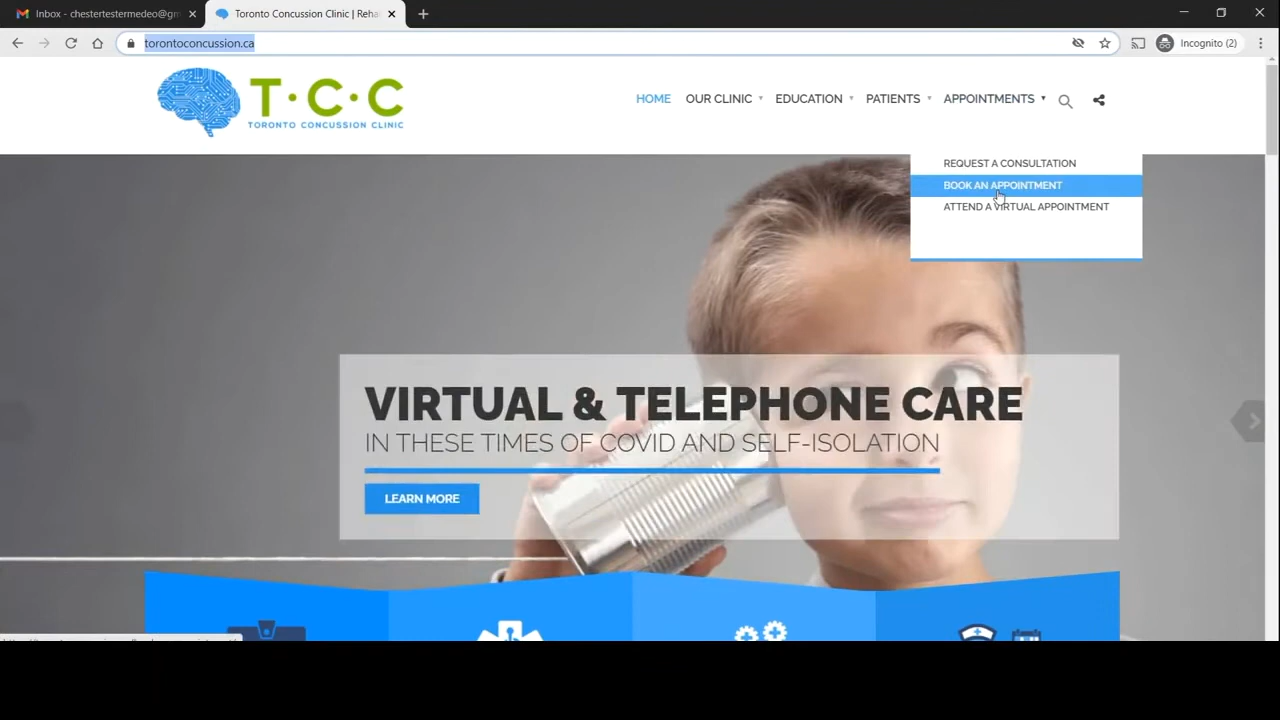 Inbox - chestertestermedeo@gm
Toronto Concussion Clinic | Reha
torontoconcussion.ca
Incognito (2)
T·C·C
TORONTO CONCUSSION CLINIC
HOME
OUR CLINIC
EDUCATION
PATIENTS
APPOINTMENTS
REQUEST A CONSULTATION
BOOK AN APPOINTMENT
ATTEND A VIRTUAL APPOINTMENT
VIRTUAL & TELEPHONE CARE
IN THESE TIMES OF COVID AND SELF-ISOLATION
LEARN MORE